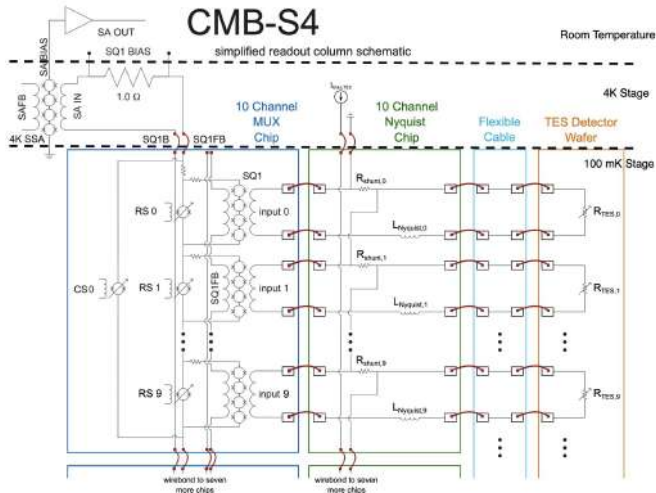 CMB-S4
simplified readout column schematic
SA OUT
SA BIAS
SQ1 BIAS
Room Temperature
SAFB
SA IN
1.0 Ω
4K SSA
4K Stage
10 Channel
MUX
Chip
10 Channel
Nyquist
Chip
Flexible
Cable
TES Detector
Wafer
SQ1B
SQ1FB
100 mK Stage
SQ1
Rshunt,0
RS 0
input 0
RTES,0
LNyquist,0
Rshunt,1
CS0
RS 1
SQ1FB
input 1
RTES,1
LNyquist,1
Rshunt,9
RS 9
input 9
RTES,9
LNyquist,9
wirebond to seven
more chips
wirebond to seven
more chips